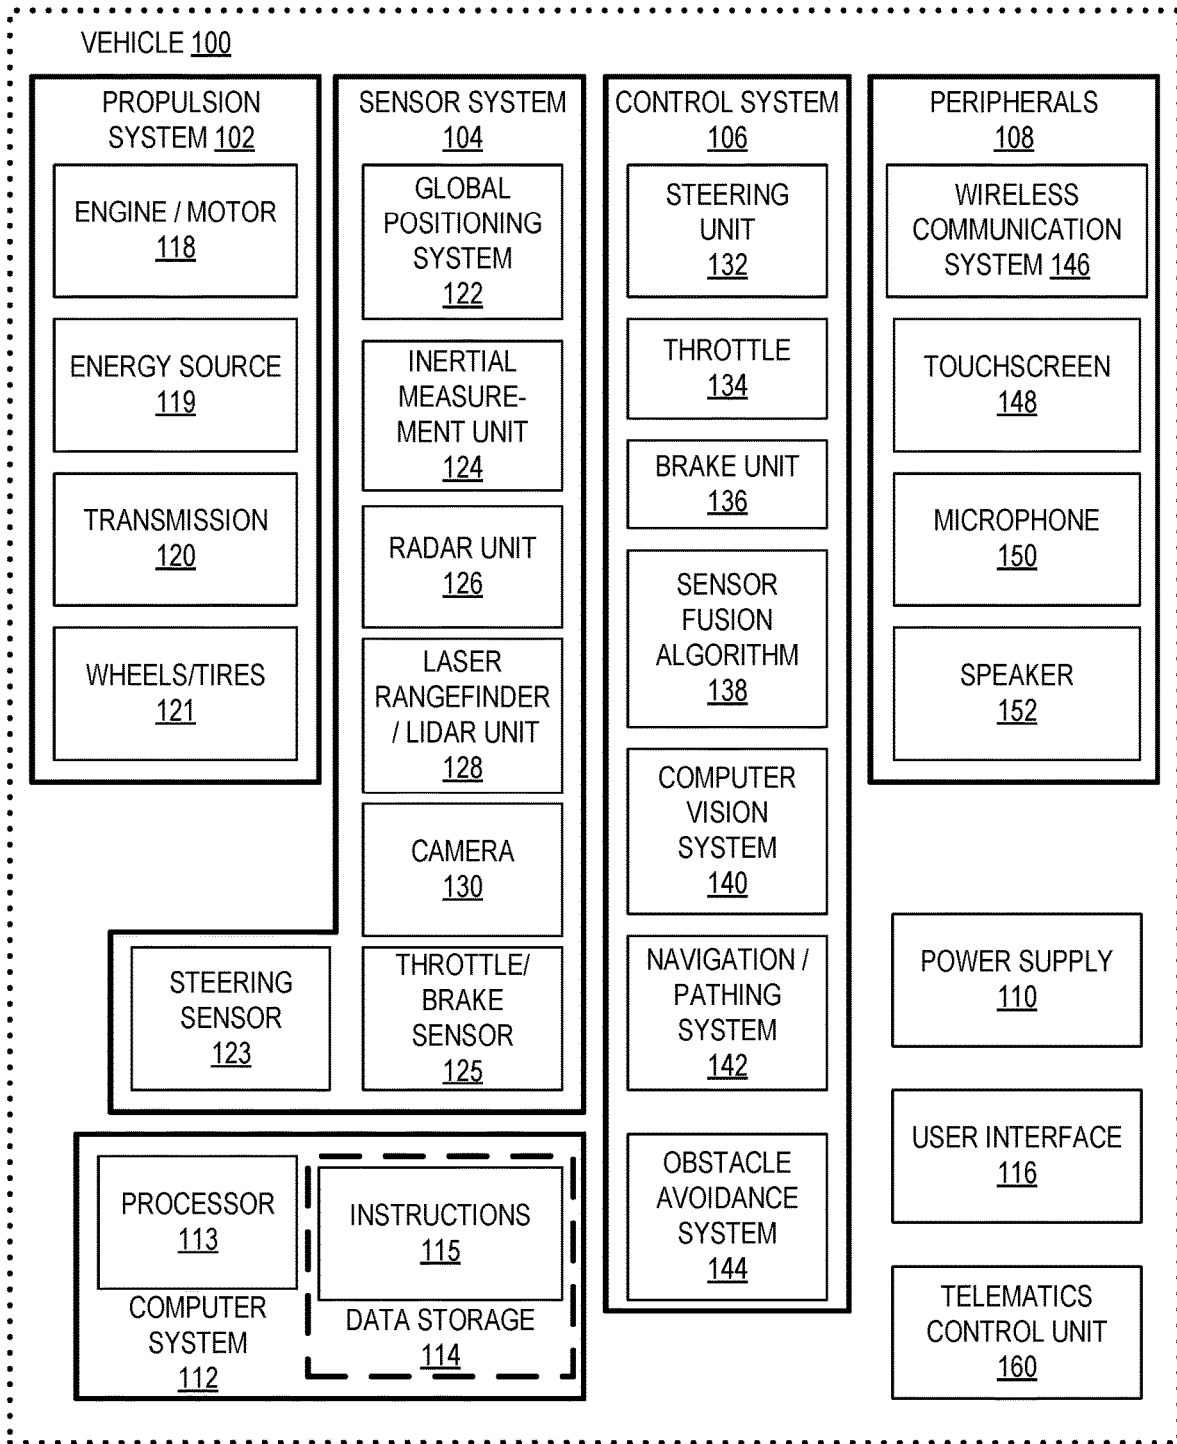 VEHICLE 100
PROPULSION
SYSTEM 102
ENGINE / MOTOR
118
ENERGY SOURCE
119
TRANSMISSION
120
WHEELS/TIRES
121
SENSOR SYSTEM
104
GLOBAL
POSITIONING
SYSTEM
122
INERTIAL
MEASURE-
MENT UNIT
124
RADAR UNIT
126
LASER
RANGEFINDER
/ LIDAR UNIT
128
CAMERA
130
STEERING
SENSOR
123
THROTTLE/
BRAKE
SENSOR
125
CONTROL SYSTEM
106
STEERING
UNIT
132
THROTTLE
134
BRAKE UNIT
136
SENSOR
FUSION
ALGORITHM
138
COMPUTER
VISION
SYSTEM
140
NAVIGATION /
PATHING
SYSTEM
142
OBSTACLE
AVOIDANCE
SYSTEM
144
PERIPHERALS
108
WIRELESS
COMMUNICATION
SYSTEM 146
TOUCHSCREEN
148
MICROPHONE
150
SPEAKER
152
POWER SUPPLY
110
USER INTERFACE
116
TELEMATICS
CONTROL UNIT
160
PROCESSOR
113
COMPUTER
SYSTEM
112
INSTRUCTIONS
115
DATA STORAGE
114